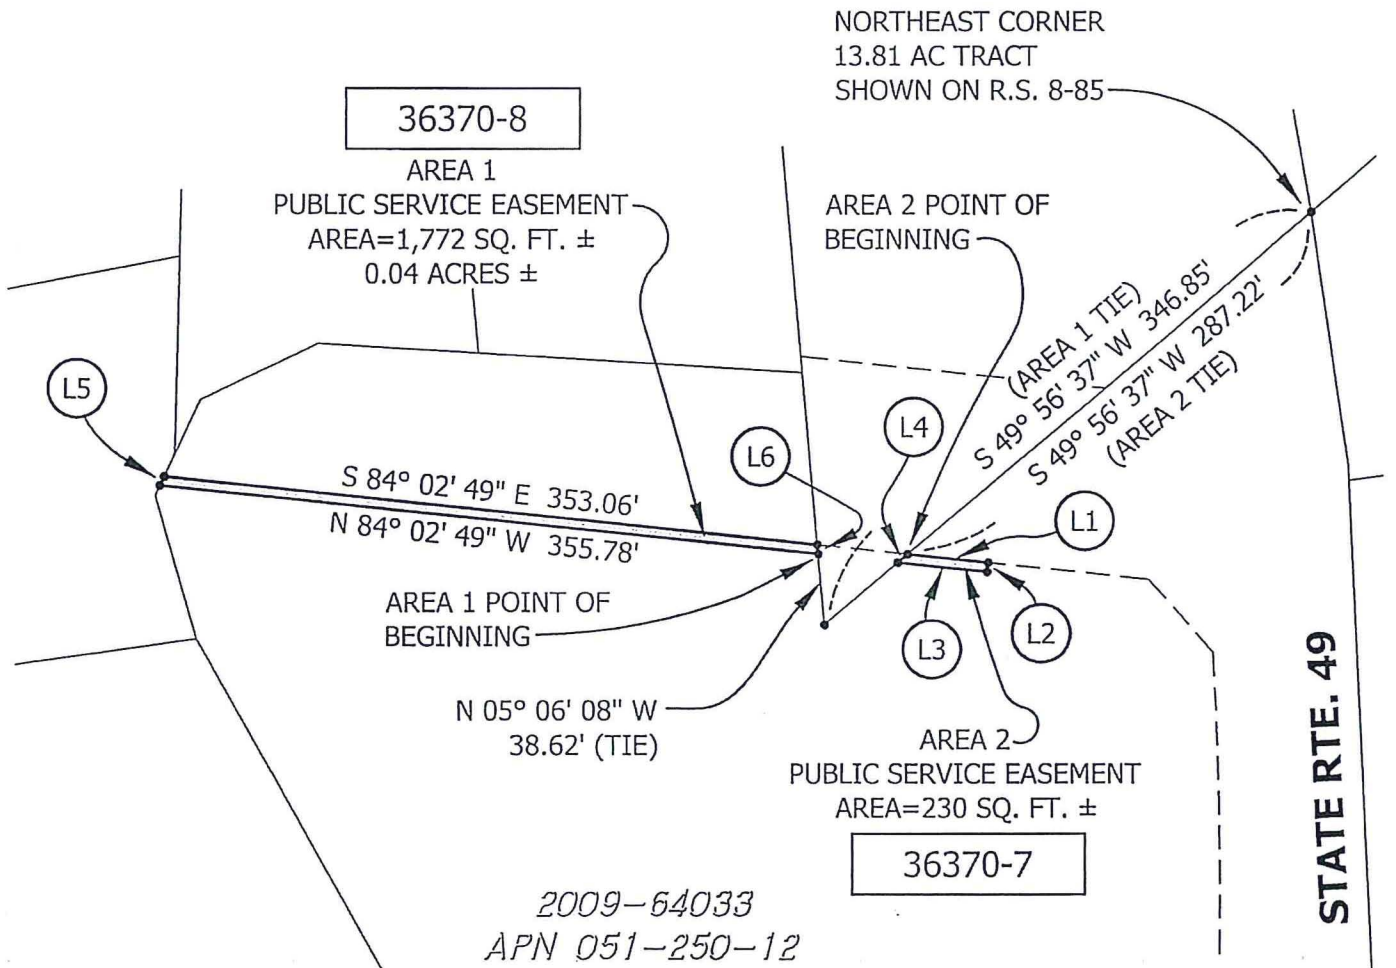 NORTHEAST CORNER
13.81 AC TRACT
SHOWN ON R.S. 8-85
36370-8
AREA 1
PUBLIC SERVICE EASEMENT
AREA=1,772 SQ. FT. ±
0.04 ACRES ±
AREA 2 POINT OF
BEGINNING
(AREA 1 TIE)
S 49° 56' 37" W 346.85'
S 49° 56' 37" W 287.22'
(AREA 2 TIE)
L5
L4
L6
S 84° 02' 49" E 353.06'
N 84° 02' 49" W 355.78'
L1
AREA 1 POINT OF
BEGINNING
L3
L2
N 05° 06' 08" W
38.62' (TIE)
AREA 2
PUBLIC SERVICE EASEMENT
AREA=230 SQ. FT. ±
36370-7
STATE RTE. 49
2009-64033
APN 051-250-12